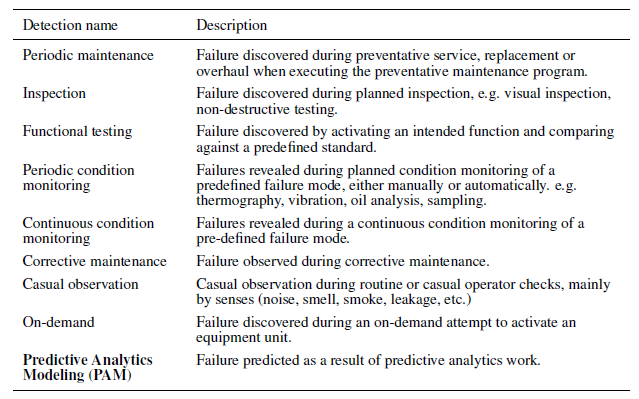 Detection name Description
Periodic maintenance Failure discovered during preventative service, replacement or
overhaul when executing the preventative maintenance program.
Inspection Failure discovered during planned inspection, e.g. visual inspection,
non-destructive testing.
Functional testing Failure discovered by activating an intended function and comparing
against a predefined standard.
Periodic condition Failures revealed during planned condition monitoring of a
monitoring predefined failure mode, either manually or automatically. e.g.
thermography, vibration, oil analysis, sampling.
Continuous condition Failures revealed during a continuous condition monitoring of a
monitoring pre-defined failure mode.
Corrective maintenance Failure observed during corrective maintenance.
Casual observation Casual observation during routine or casual operator checks, mainly
by senses (noise, smell, smoke, leakage, etc.)
On-demand Failure discovered during an on-demand attempt to activate an
equipment unit.
Predictive Analytics Failure predicted as a result of predictive analytics work.
Modeling (PAM)